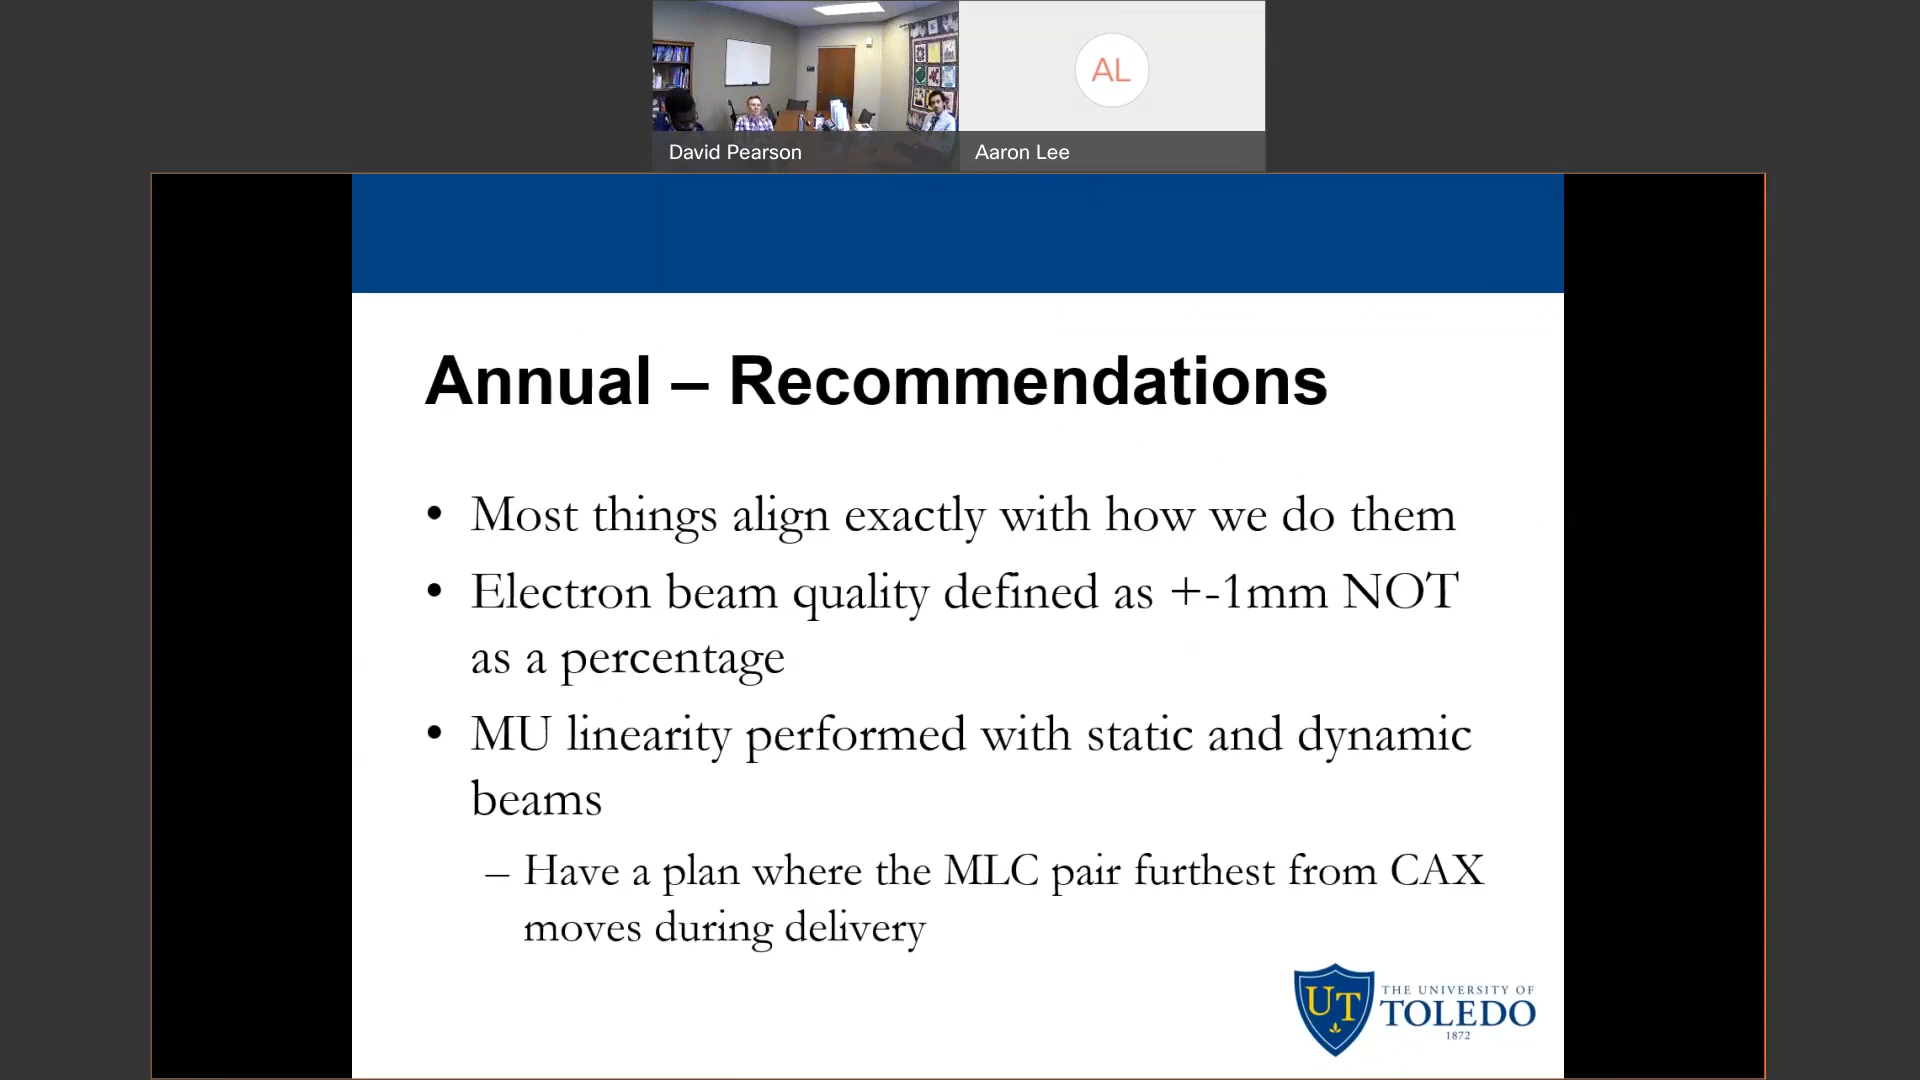 AL
David Pearson
Aaron Lee
Annual – Recommendations
• Most things align exactly with how we do them
• Electron beam quality defined as +-1mm NOT
as a percentage
• MU linearity performed with static and dynamic
beams
– Have a plan where the MLC pair furthest from CAX
moves during delivery
UT
THE UNIVERSITY OF
TOLEDO
1872